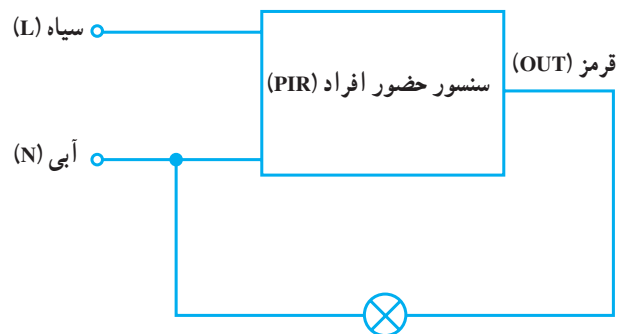 سیاه (L)
قرمز (OUT)
سنسور حضور افراد (PIR)
آبی (N)